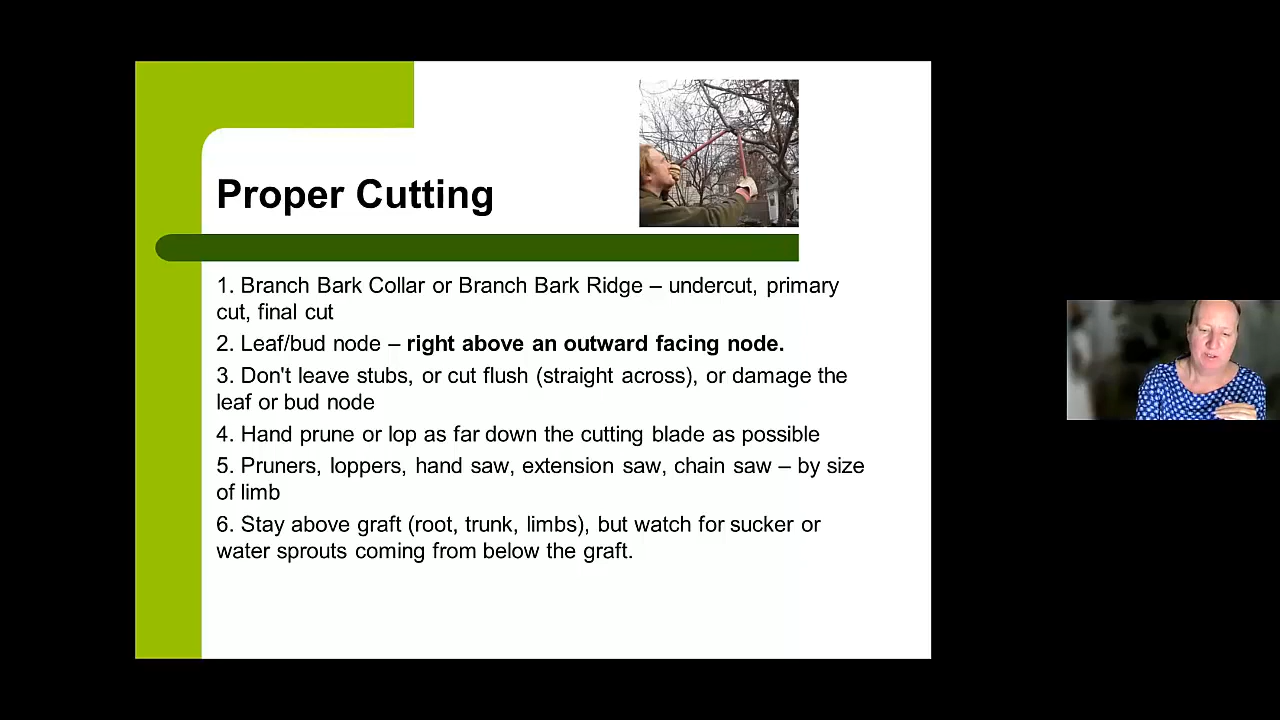 Proper Cutting
1. Branch Bark Collar or Branch Bark Ridge – undercut, primary
cut, final cut
2. Leaf/bud node – right above an outward facing node.
3. Don't leave stubs, or cut flush (straight across), or damage the
leaf or bud node
4. Hand prune or lop as far down the cutting blade as possible
5. Pruners, loppers, hand saw, extension saw, chain saw – by size
of limb
6. Stay above graft (root, trunk, limbs), but watch for sucker or
water sprouts coming from below the graft.